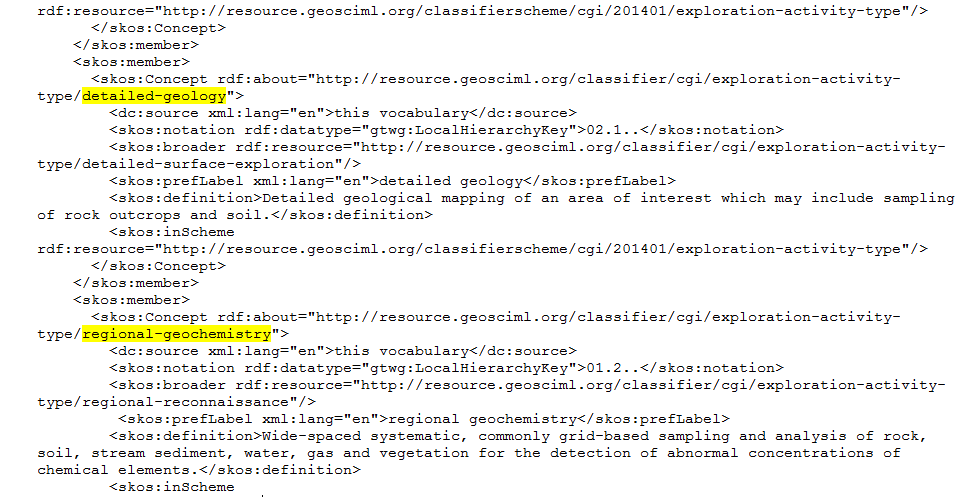 rdf:resource="http://resource.geosciml.org/classifierscheme/cgi/201401/exploration-activity-type"/>
</skos:Concept>
</skos:member>
<skos:member>
<skos:Concept rdf:about="http://resource.geosciml.org/classifier/cgi/exploration-activity-
type/detailed-geology">
<dc:source xml:lang="en">this vocabulary</dc:source>
<skos:notation rdf:datatype="gtwg:LocalHierarchyKey">02.1..</skos:notation>
<skos:broader rdf:resource="http://resource.geosciml.org/classifier/cgi/exploration-activity-
type/detailed-surface-exploration"/>
<skos:prefLabel xml:lang="en">detailed geology</skos:prefLabel>
<skos:definition>Detailed geological mapping of an area of interest which may include sampling
of rock outcrops and soil.</skos:definition>
<skos:inScheme
rdf:resource="http://resource.geosciml.org/classifierscheme/cgi/201401/exploration-activity-type"/>
</skos:Concept>
</skos:member>
<skos:member>
<skos:Concept rdf:about="http://resource.geosciml.org/classifier/cgi/exploration-activity-
type/regional-geochemistry">
<dc:source xml:lang="en">this vocabulary</dc:source>
<skos:notation rdf:datatype="gtwg:LocalHierarchyKey">01.2..</skos:notation>
<skos:broader rdf:resource="http://resource.geosciml.org/classifier/cgi/exploration-activity-
type/regional-reconnaissance"/>
<skos:prefLabel xml:lang="en">regional geochemistry</skos:prefLabel>
<skos:definition>Wide-spaced systematic, commonly grid-based sampling and analysis of rock,
soil, stream sediment, water, gas and vegetation for the detection of abnormal concentrations of
chemical elements.</skos:definition>
<skos:inScheme